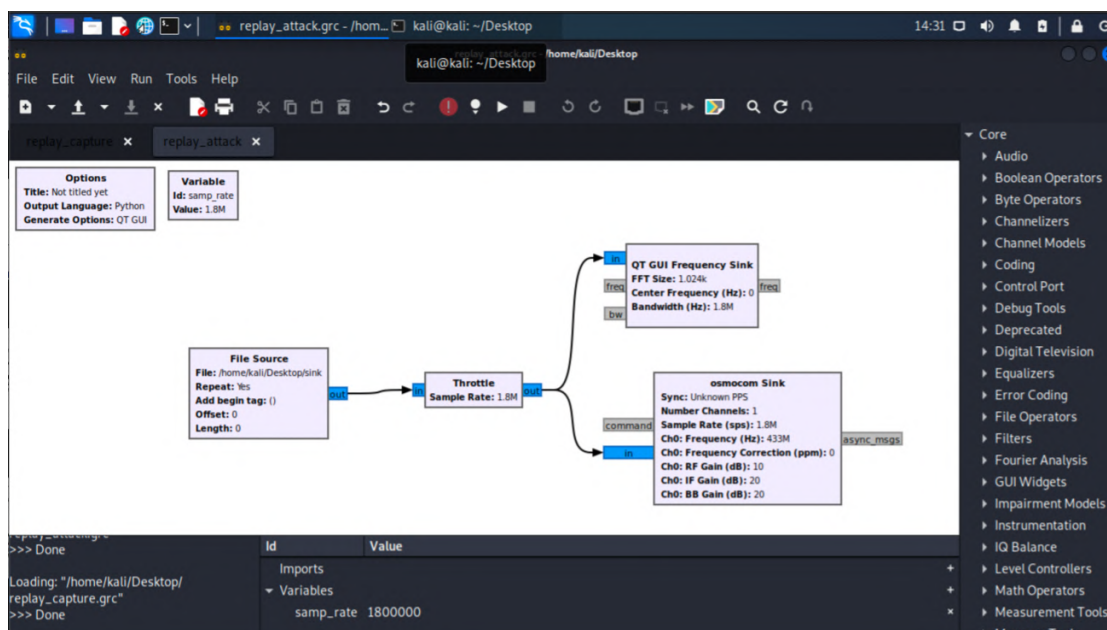 replay_attack.grc - /hom...
kali@kali: ~/Desktop
14:31
replay_attack.grc - /home/kali/Desktop
kali@kali: ~/Desktop
File Edit View Run Tools Help
replay_capture × replay_attack ×
Options
Title: Not titled yet
Output Language: Python
Generate Options: QT GUI
Variable
Id: samp_rate
Value: 1.8M
File Source
File: /home/kali/Desktop/sink
Repeat: Yes
Add begin tag: ()
Offset: 0
Length: 0
out
in
Throttle
Sample Rate: 1.8M
out
in
freq
bw
QT GUI Frequency Sink
FFT Size: 1.024k
Center Frequency (Hz): 0
Bandwidth (Hz): 1.8M
freq
command
in
osmocom Sink
Sync: Unknown PPS
Number Channels: 1
Sample Rate (sps): 1.8M
Ch0: Frequency (Hz): 433M
Ch0: Frequency Correction (ppm): 0
Ch0: RF Gain (dB): 10
Ch0: IF Gain (dB): 20
Ch0: BB Gain (dB): 20
async_msgs
Core
Audio
Boolean Operators
Byte Operators
Channelizers
Channel Models
Coding
Control Port
Debug Tools
Deprecated
Digital Television
Equalizers
Error Coding
File Operators
Filters
Fourier Analysis
GUI Widgets
Impairment Models
Instrumentation
IQ Balance
Level Controllers
Math Operators
Measurement Tools
>>> Done
Loading: "/home/kali/Desktop/
replay_capture.grc"
>>> Done
Id Value
Imports
Variables
samp_rate 1800000